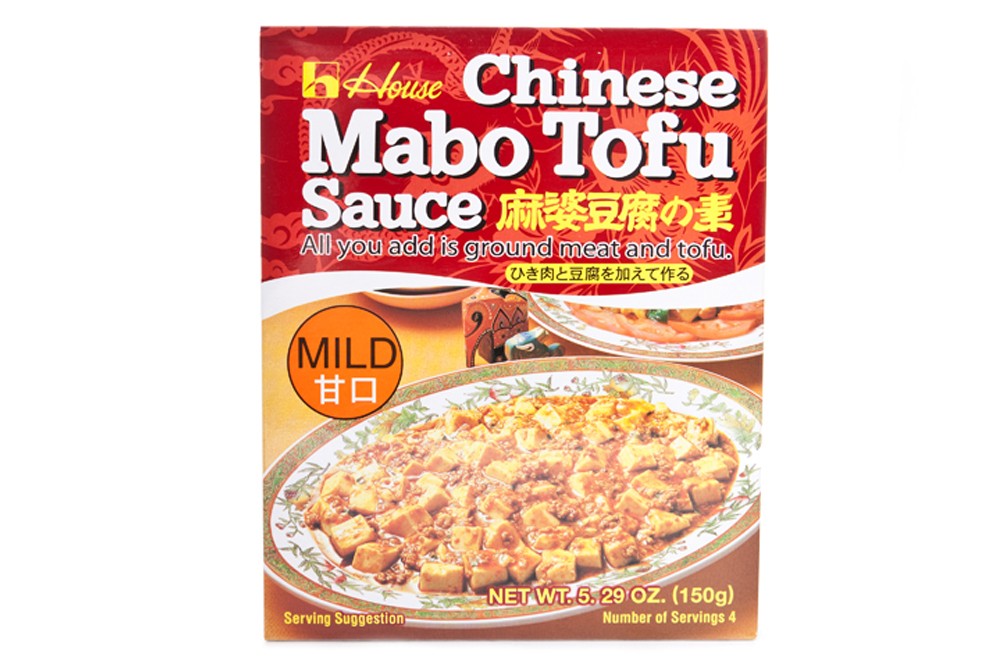 House Chinese
Mabo Tofu
Sauce 麻婆豆腐の素
All you add is ground meat and tofu.
ひき肉と豆腐を加えて作る
MILD
甘口
NET WT. 5. 29 OZ. (150g)
Serving Suggestion
Number of Servings 4